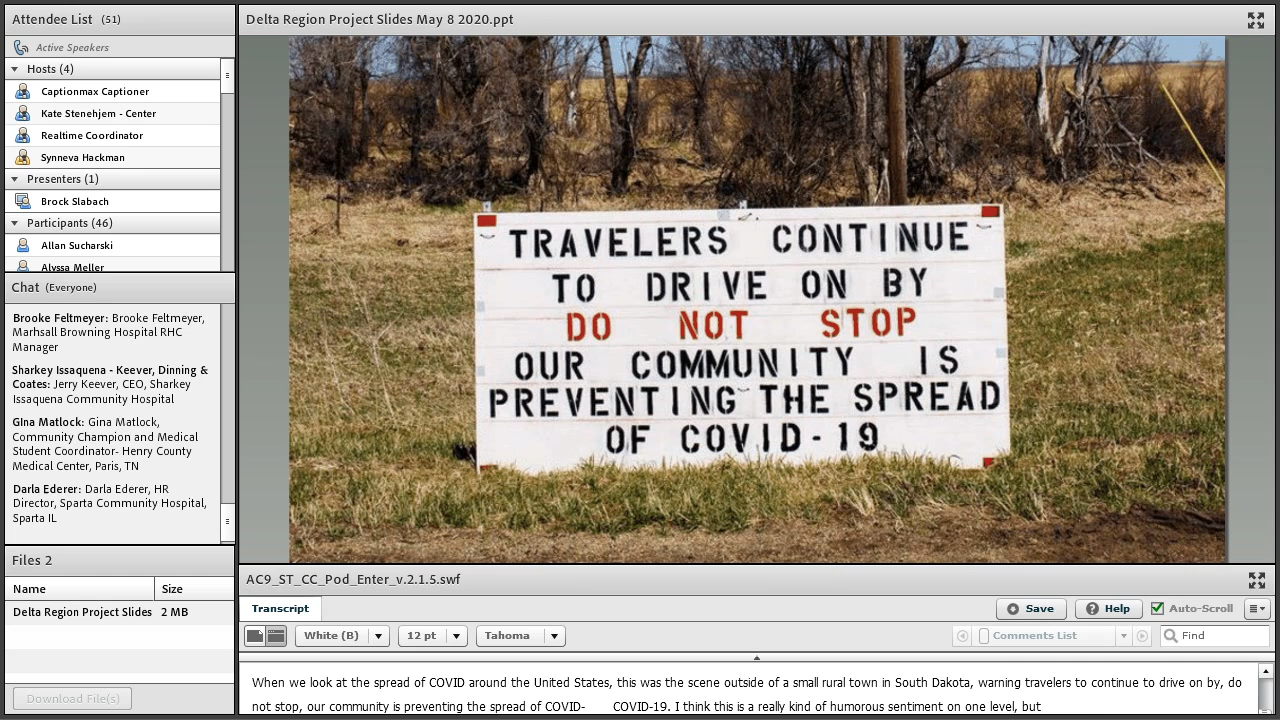 Attendee List (51)
Active Speakers
Hosts (4)
Captionmax Captioner
Kate Stenehjem - Center
Realtime Coordinator
Synneva Hackman
Presenters (1)
Brock Slabach
Participants (46)
Allan Sucharski
Alyssa Meller
Chat (Everyone)
Brooke Feltmeyer: Brooke Feltmeyer,
Marhsall Browning Hospital RHC
Manager
Sharkey Issaquena - Keever, Dinning &
Coates: Jerry Keever, CEO, Sharkey
Issaquena Community Hospital
Gina Matlock: Gina Matlock,
Community Champion and Medical
Student Coordinator- Henry County
Medical Center, Paris, TN
Darla Ederer: Darla Ederer, HR
Director, Sparta Community Hospital,
Sparta IL
Files 2
Name Size
Delta Region Project Slides 2 MB
Download File(s)
Delta Region Project Slides May 8 2020.ppt
TRAVELERS CONTINUE
TO DRIVE ON BY
DO NOT STOP
OUR COMMUNITY IS
PREVENTING THE SPREAD
OF COVID-19
AC9_ST_CC_Pod_Enter_v.2.1.5.swf
Transcript Save Help Auto-Scroll
White (B) 12 pt Tahoma Comments List Find
When we look at the spread of COVID around the United States, this was the scene outside of a small rural town in South Dakota, warning travelers to continue to drive on by, do
not stop, our community is preventing the spread of COVID- COVID-19. I think this is a really kind of humorous sentiment on one level, but